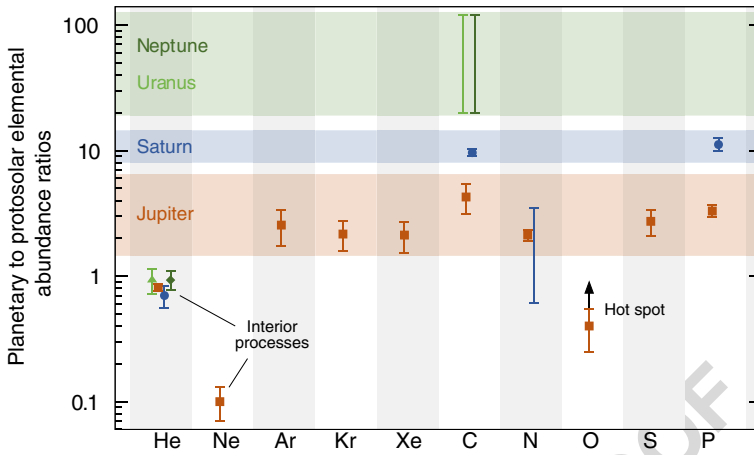 Planetary to protosolar elemental
abundance ratios
100
10
1
0.1
Neptune
Uranus
Saturn
Jupiter
Interior
processes
Hot spot
He Ne Ar Kr Xe C N O S P